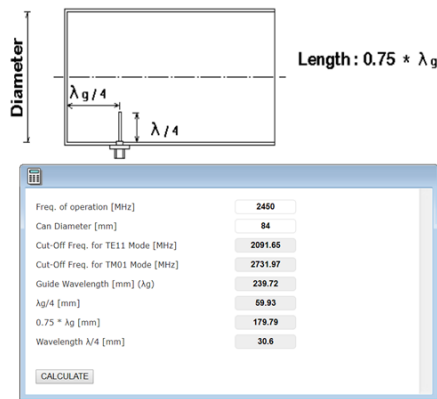 Diameter
λg/4
λ/4
Length: 0.75 * λg
Freq. of operation [MHz] 2450
Can Diameter [mm] 84
Cut-Off Freq. for TE11 Mode [MHz] 2091.65
Cut-Off Freq. for TM01 Mode [MHz] 2731.97
Guide Wavelength [mm] (λg) 239.72
λg/4 [mm] 59.93
0.75 * λg [mm] 179.79
Wavelength λ/4 [mm] 30.6
CALCULATE